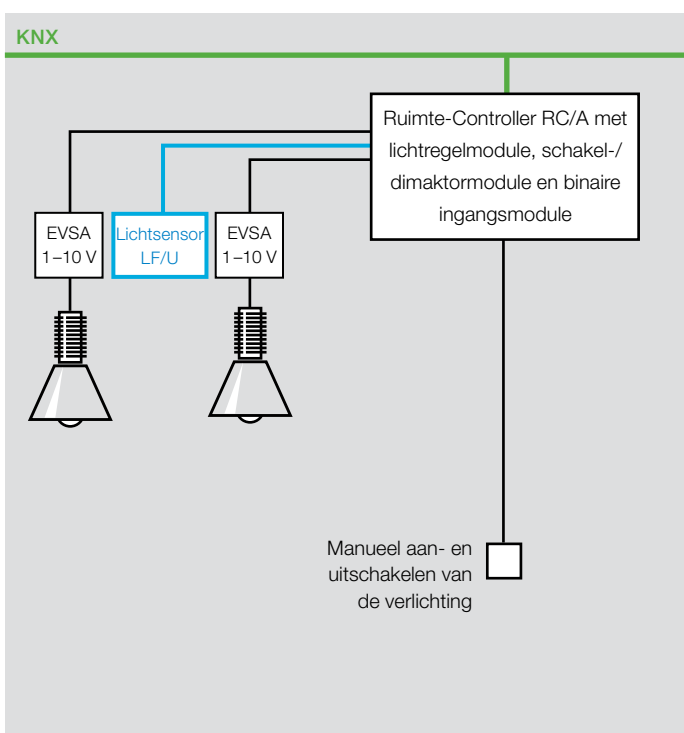 KNX
Ruimte-Controller RC/A met
lichtregelmodule, schakel-/
dimaktormodule en binaire
ingangsmodule
EVSA
1–10 V
Lichtsensor
LF/U
EVSA
1–10 V
Manueel aan- en
uitschakelen van
de verlichting